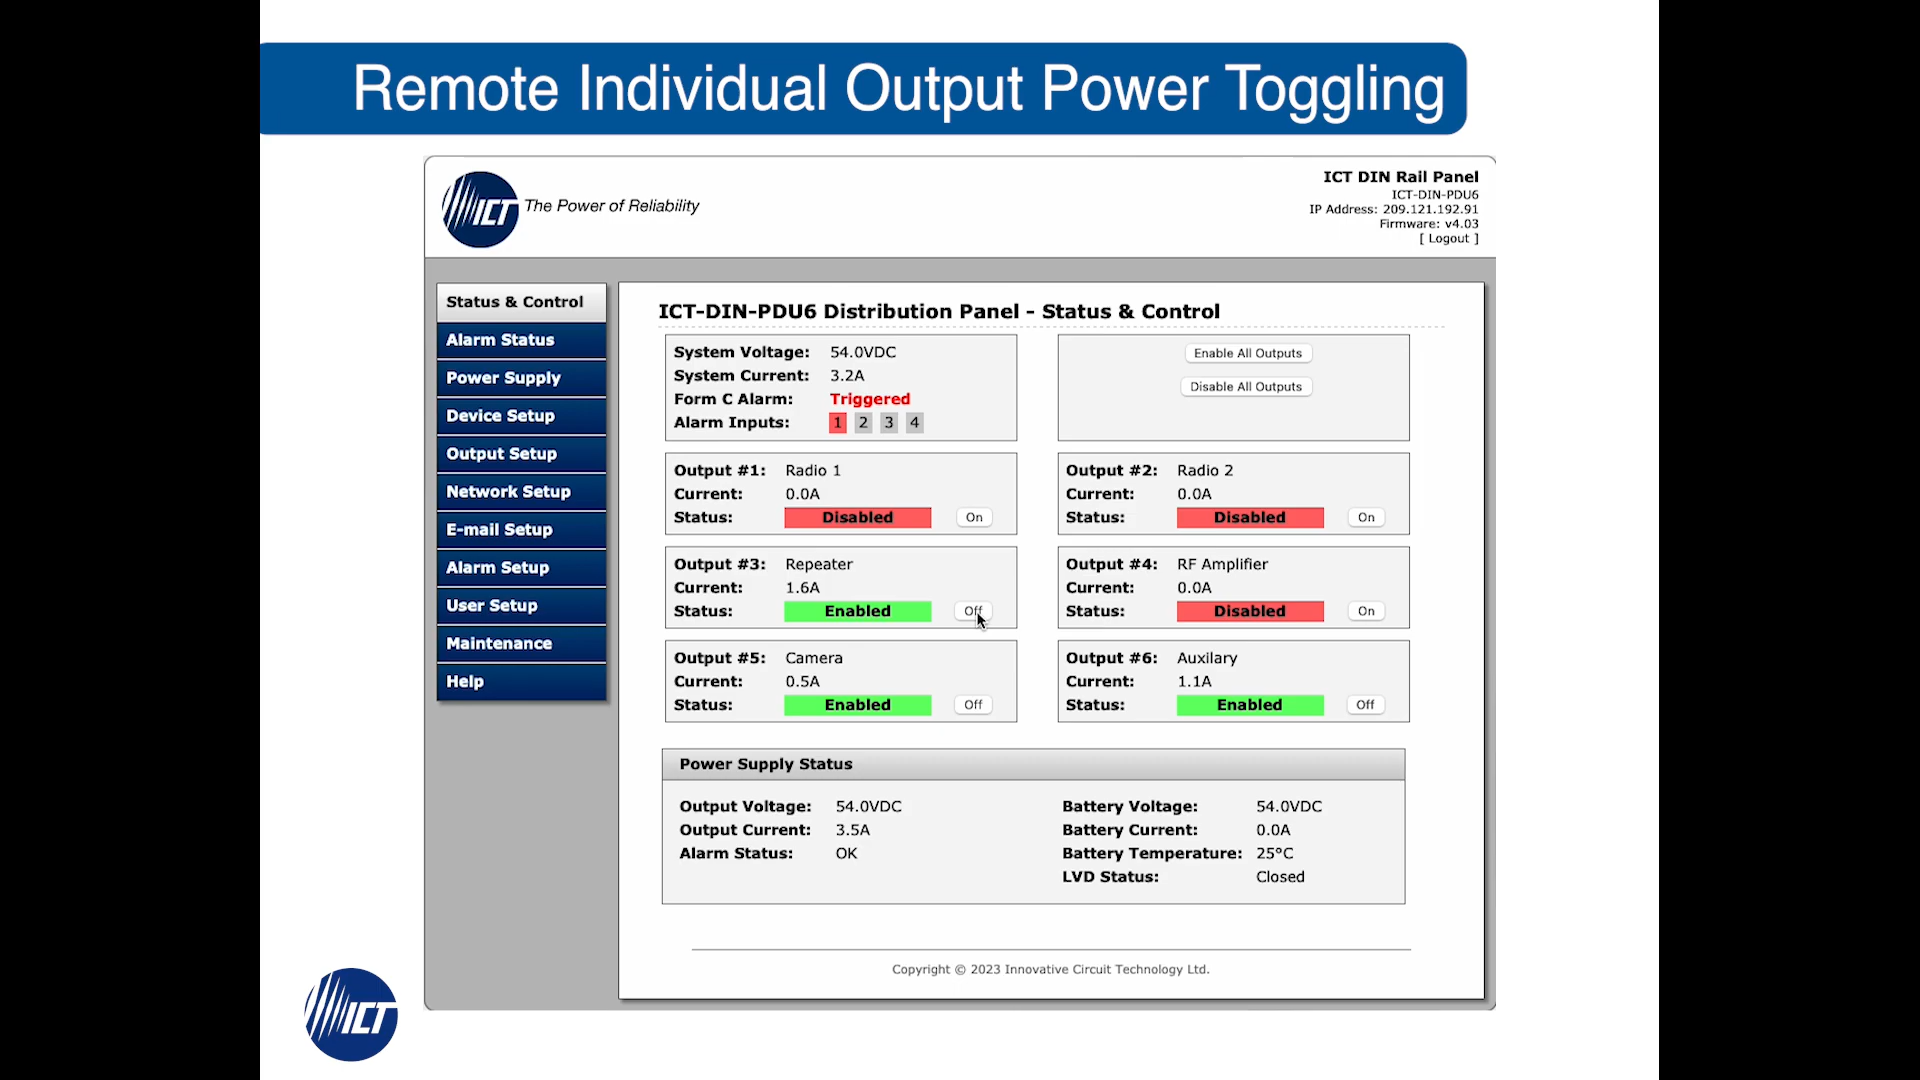 Remote Individual Output Power Toggling
ICT The Power of Reliability
ICT DIN Rail Panel
ICT-DIN-PDU6
IP Address: 209.121.192.91
Firmware: v4.03
[ Logout ]
Status & Control
Alarm Status
Power Supply
Device Setup
Output Setup
Network Setup
E-mail Setup
Alarm Setup
User Setup
Maintenance
Help
ICT-DIN-PDU6 Distribution Panel - Status & Control
System Voltage: 54.0VDC
System Current: 3.2A
Form C Alarm: Triggered
Alarm Inputs: 1 2 3 4
Enable All Outputs
Disable All Outputs
Output #1: Radio 1
Current: 0.0A
Status: Disabled On
Output #2: Radio 2
Current: 0.0A
Status: Disabled On
Output #3: Repeater
Current: 1.6A
Status: Enabled Off
Output #4: RF Amplifier
Current: 0.0A
Status: Disabled On
Output #5: Camera
Current: 0.5A
Status: Enabled Off
Output #6: Auxilary
Current: 1.1A
Status: Enabled Off
Power Supply Status
Output Voltage: 54.0VDC
Output Current: 3.5A
Alarm Status: OK
Battery Voltage: 54.0VDC
Battery Current: 0.0A
Battery Temperature: 25°C
LVD Status: Closed
Copyright © 2023 Innovative Circuit Technology Ltd.
ICT